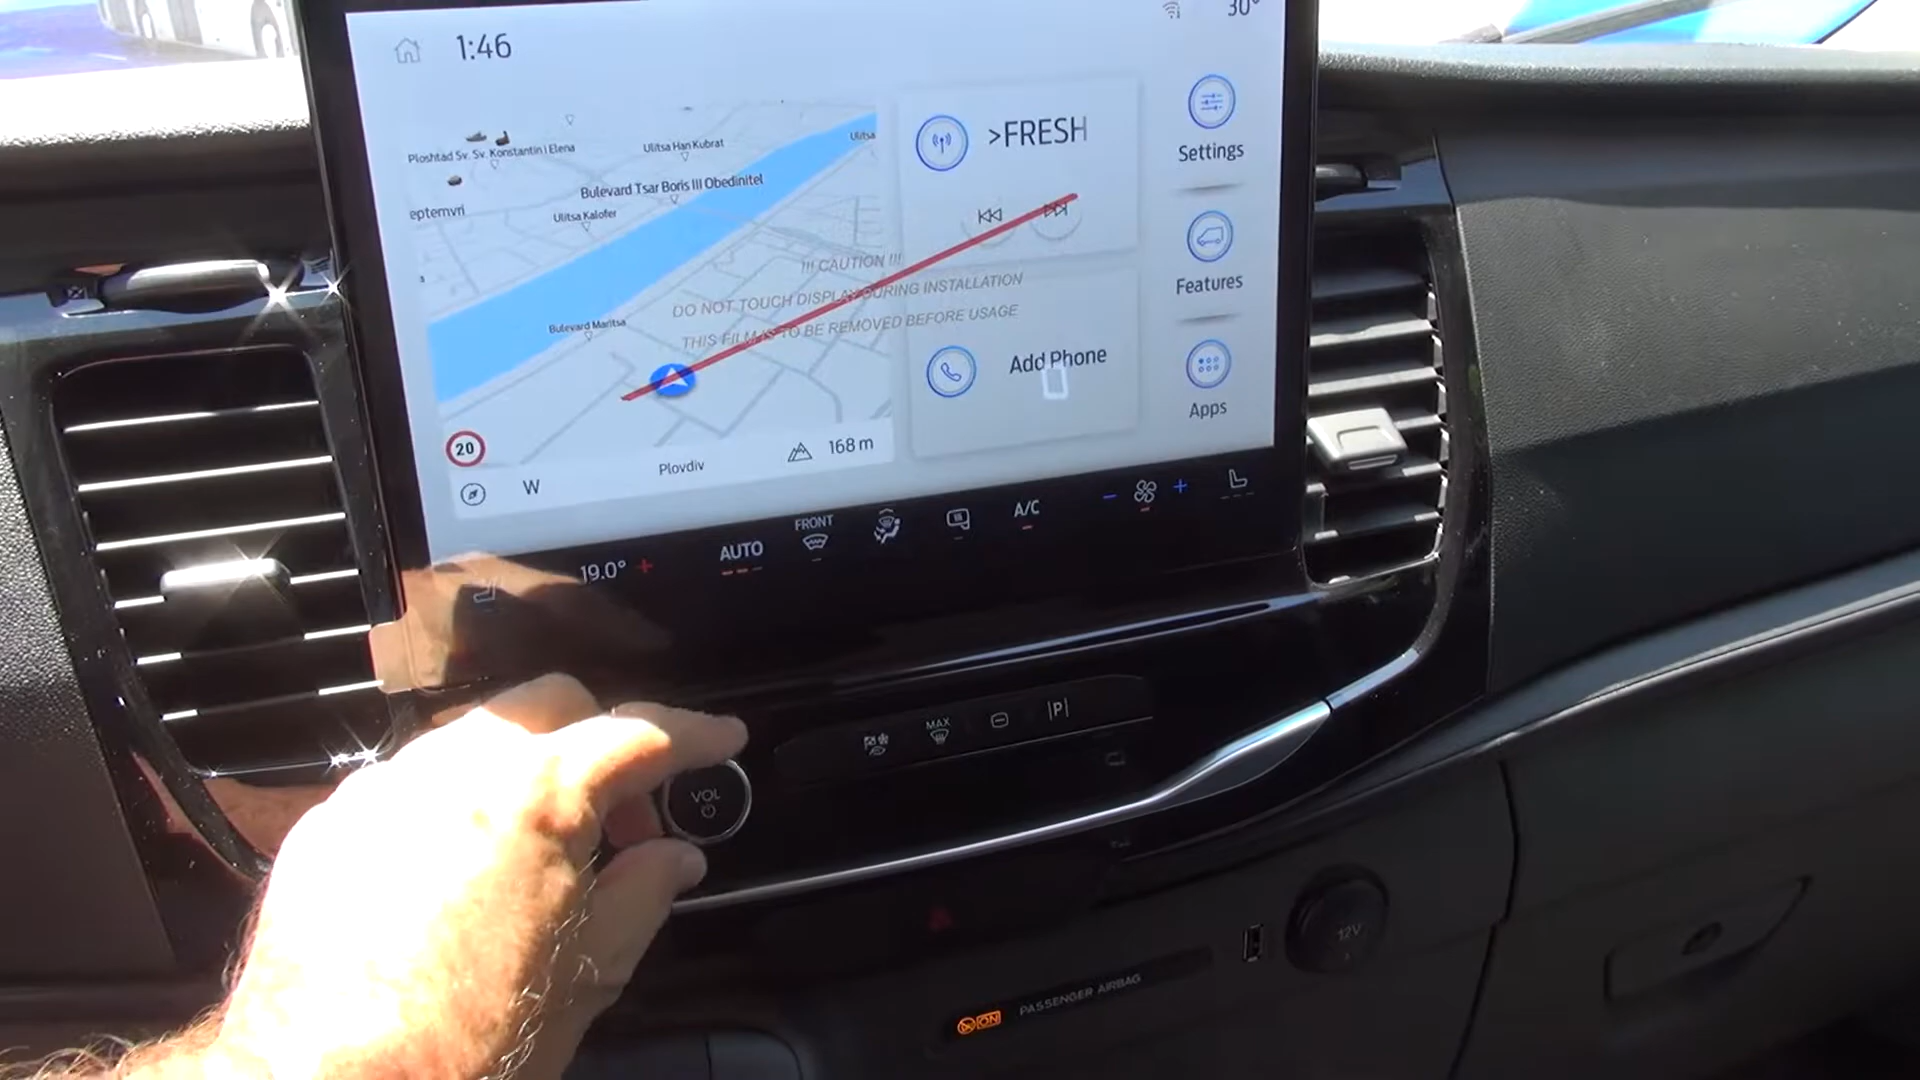 1:46
30°
Ploshtad Sv. Sv. Konstantin i Elena
Ulitsa Han Kubrat
Ulitsa
Bulevard Tsar Boris III Obedinitel
eptemvri
Ulitsa Kalofer
Bulevard Maritsa
20
W
Plovdiv
168 m
>FRESH
!!! CAUTION !!!
DO NOT TOUCH DISPLAY DURING INSTALLATION
THIS FILM IS TO BE REMOVED BEFORE USAGE
Add Phone
Settings
Features
Apps
19.0° +
AUTO
FRONT
A/C
− +
VOL
MAX
|P|
12V
ON
PASSENGER AIRBAG